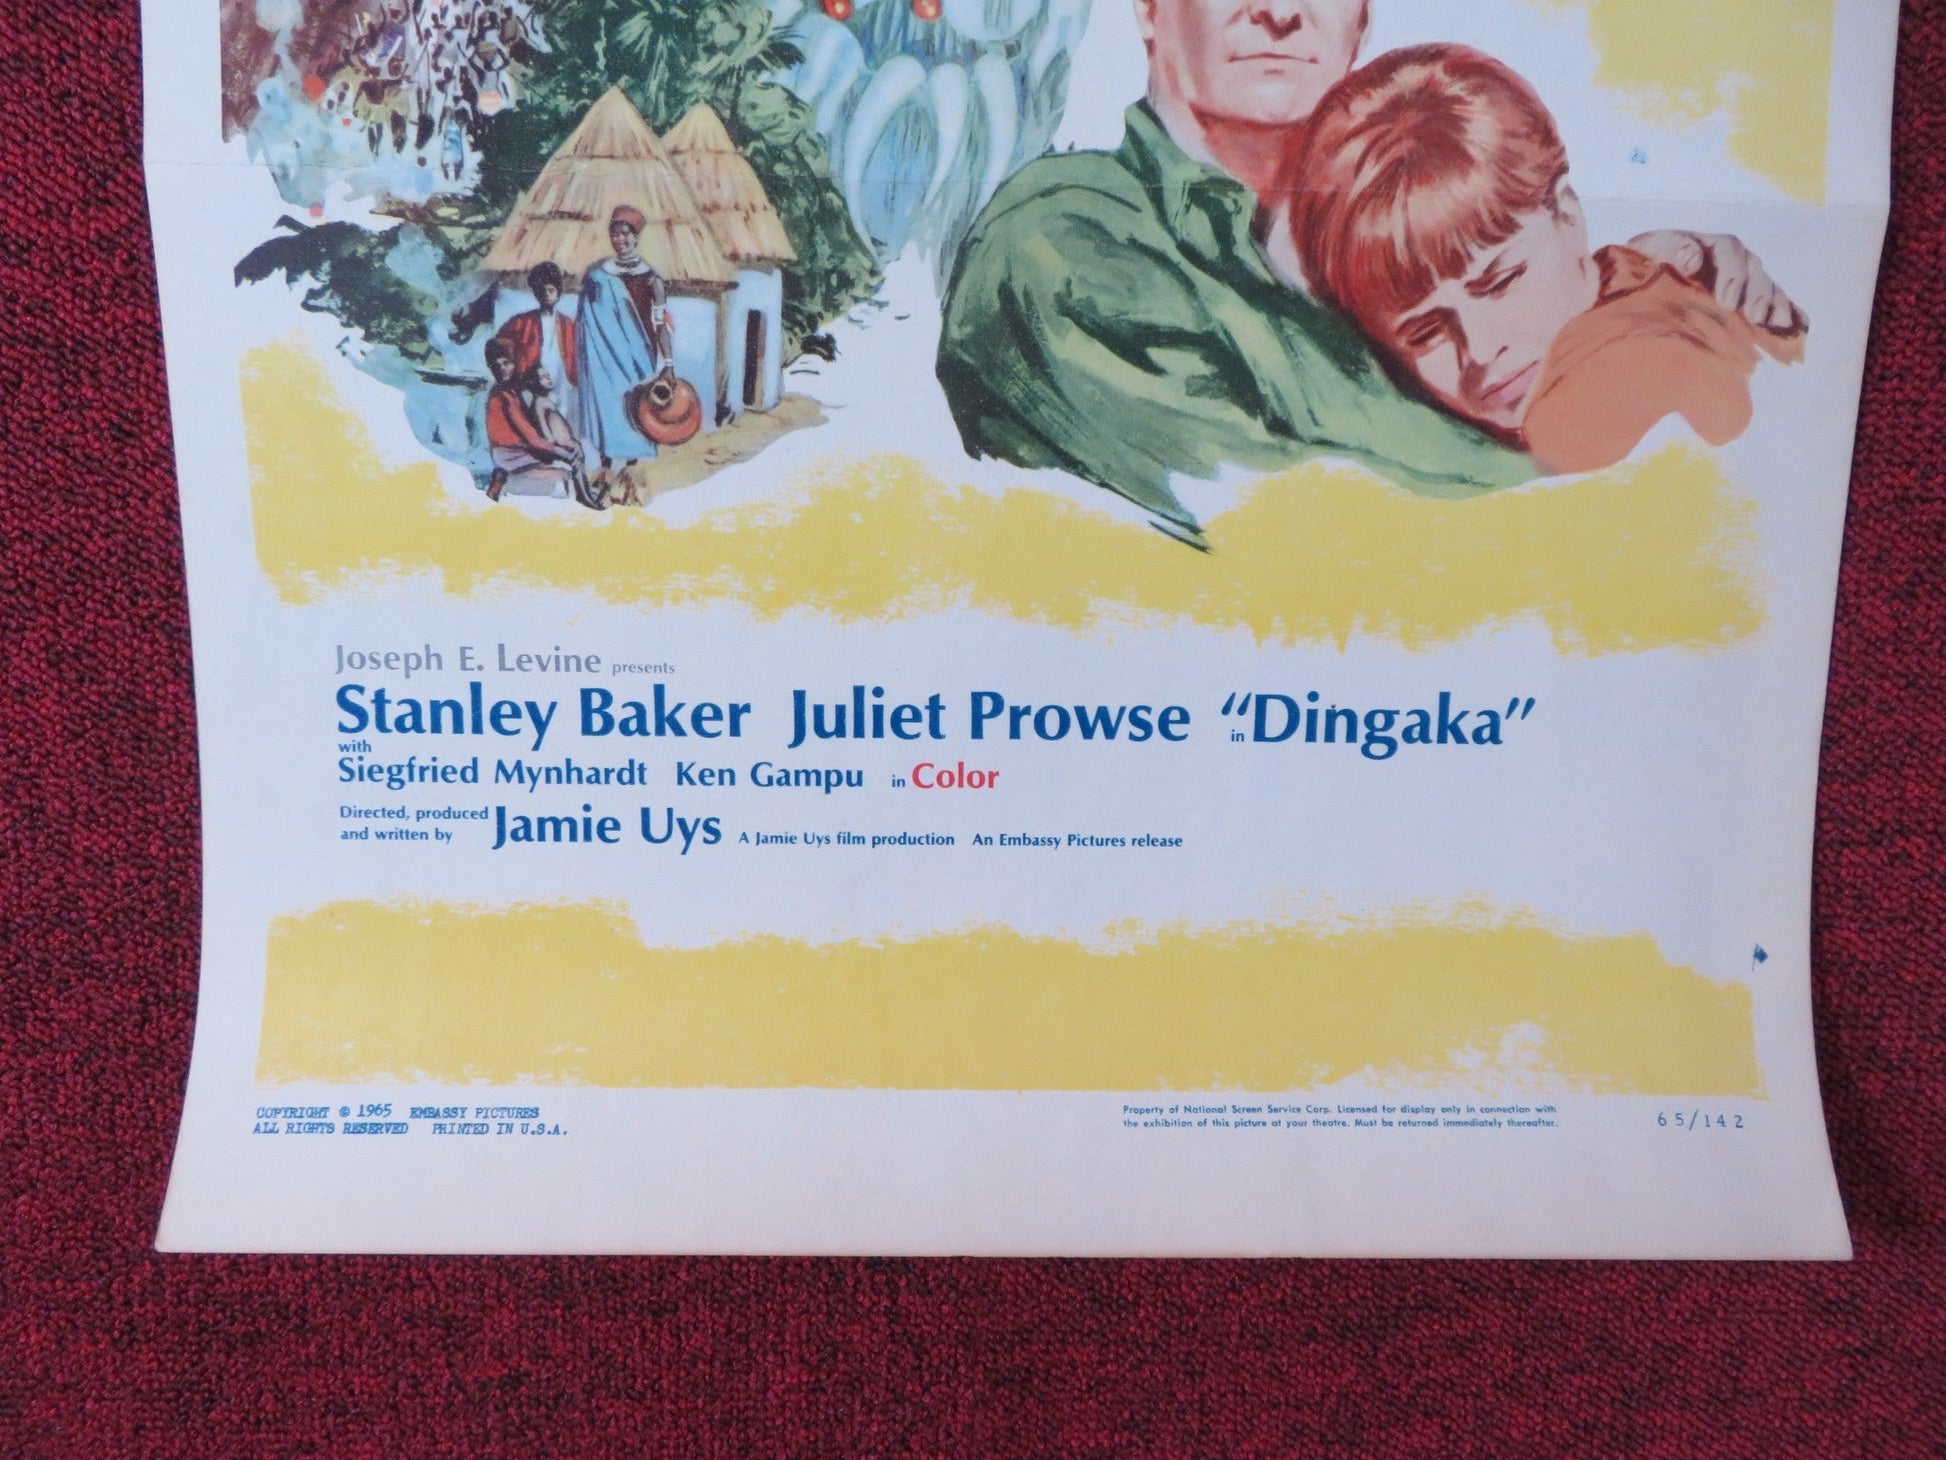 Joseph E. Levine presents
Stanley Baker Juliet Prowse in "Dingaka"
with
Siegfried Mynhardt Ken Gampu in Color
Directed, produced
and written by Jamie Uys A Jamie Uys film production An Embassy Pictures release
COPYRIGHT © 1965 EMBASSY PICTURES
ALL RIGHTS RESERVED PRINTED IN U.S.A.
Property of National Screen Service Corp. Licensed for display only in connection with
the exhibition of this picture at your theatre. Must be returned immediately thereafter.
65/142